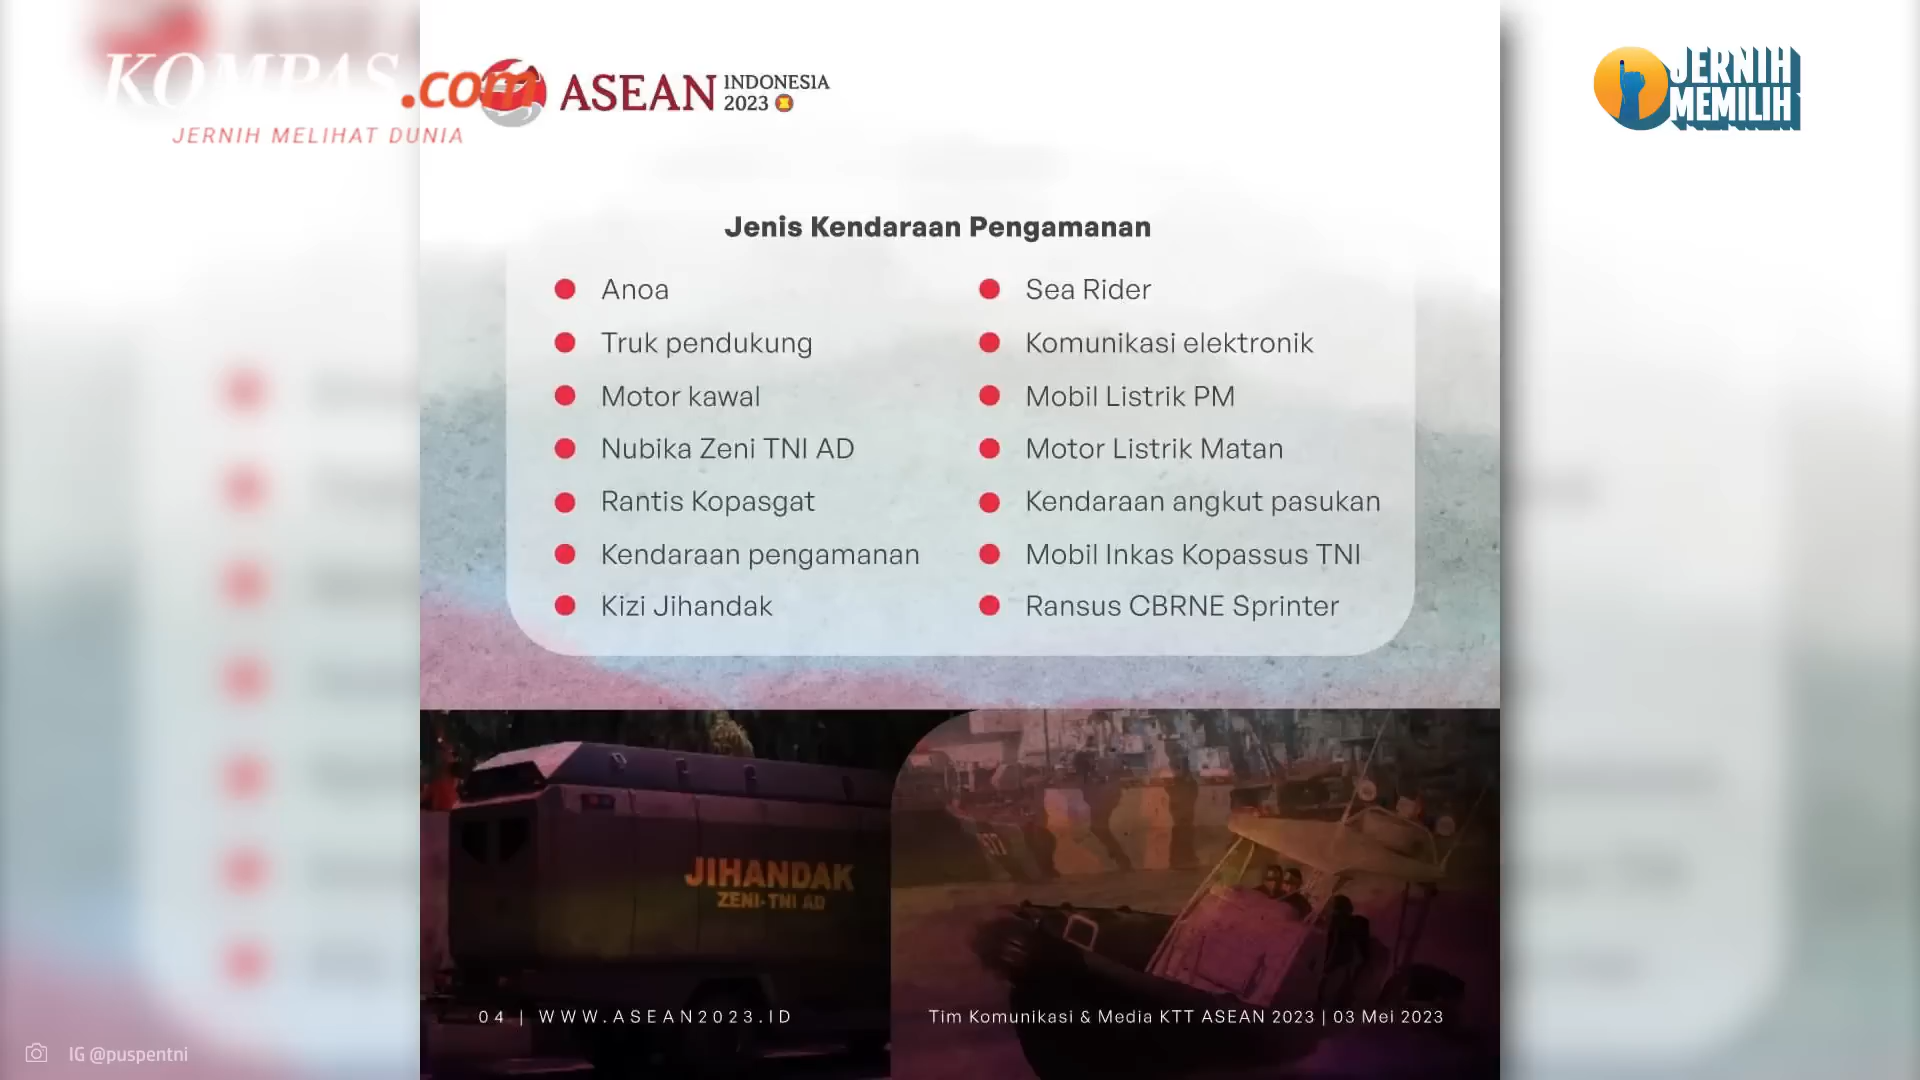 KOMPAS.com
JERNIH MELIHAT DUNIA
ASEAN
INDONESIA
2023
JERNIH
MEMILIH
Jenis Kendaraan Pengamanan
Anoa
Truk pendukung
Motor kawal
Nubika Zeni TNI AD
Rantis Kopasgat
Kendaraan pengamanan
Kizi Jihandak
Sea Rider
Komunikasi elektronik
Mobil Listrik PM
Motor Listrik Matan
Kendaraan angkut pasukan
Mobil Inkas Kopassus TNI
Ransus CBRNE Sprinter
JIHANDAK
ZENI-TNI AD
04 | WWW.ASEAN2023.ID
Tim Komunikasi & Media KTT ASEAN 2023 | 03 Mei 2023
IG @puspentni